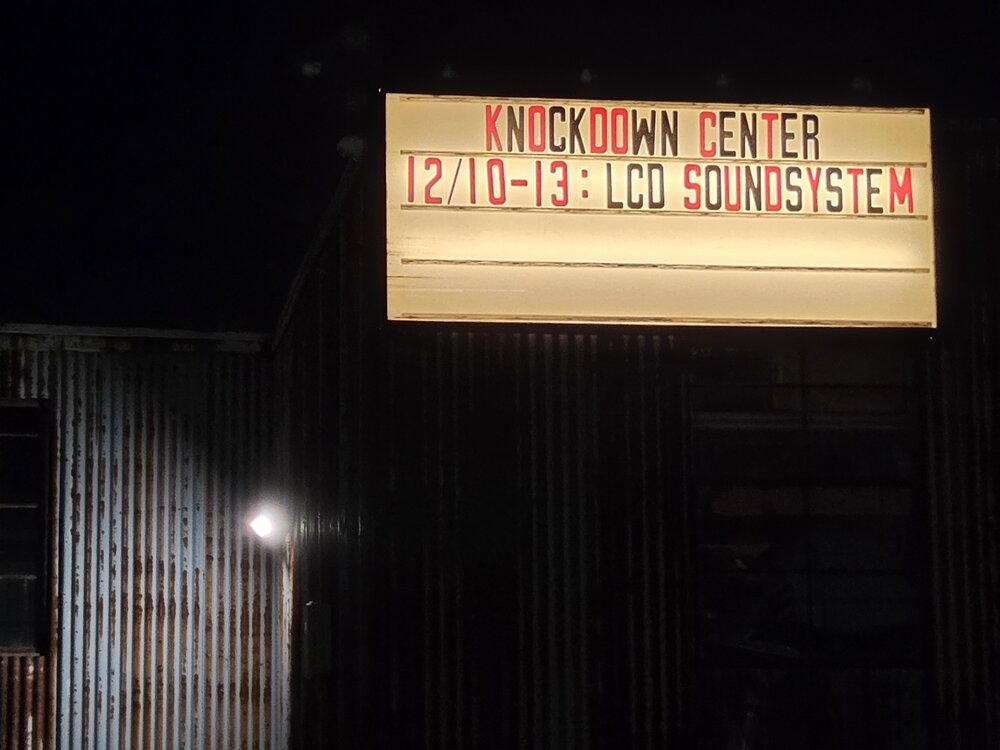 KNOCKDOWN CENTER
12/10-13: LCD SOUNDSYSTEM